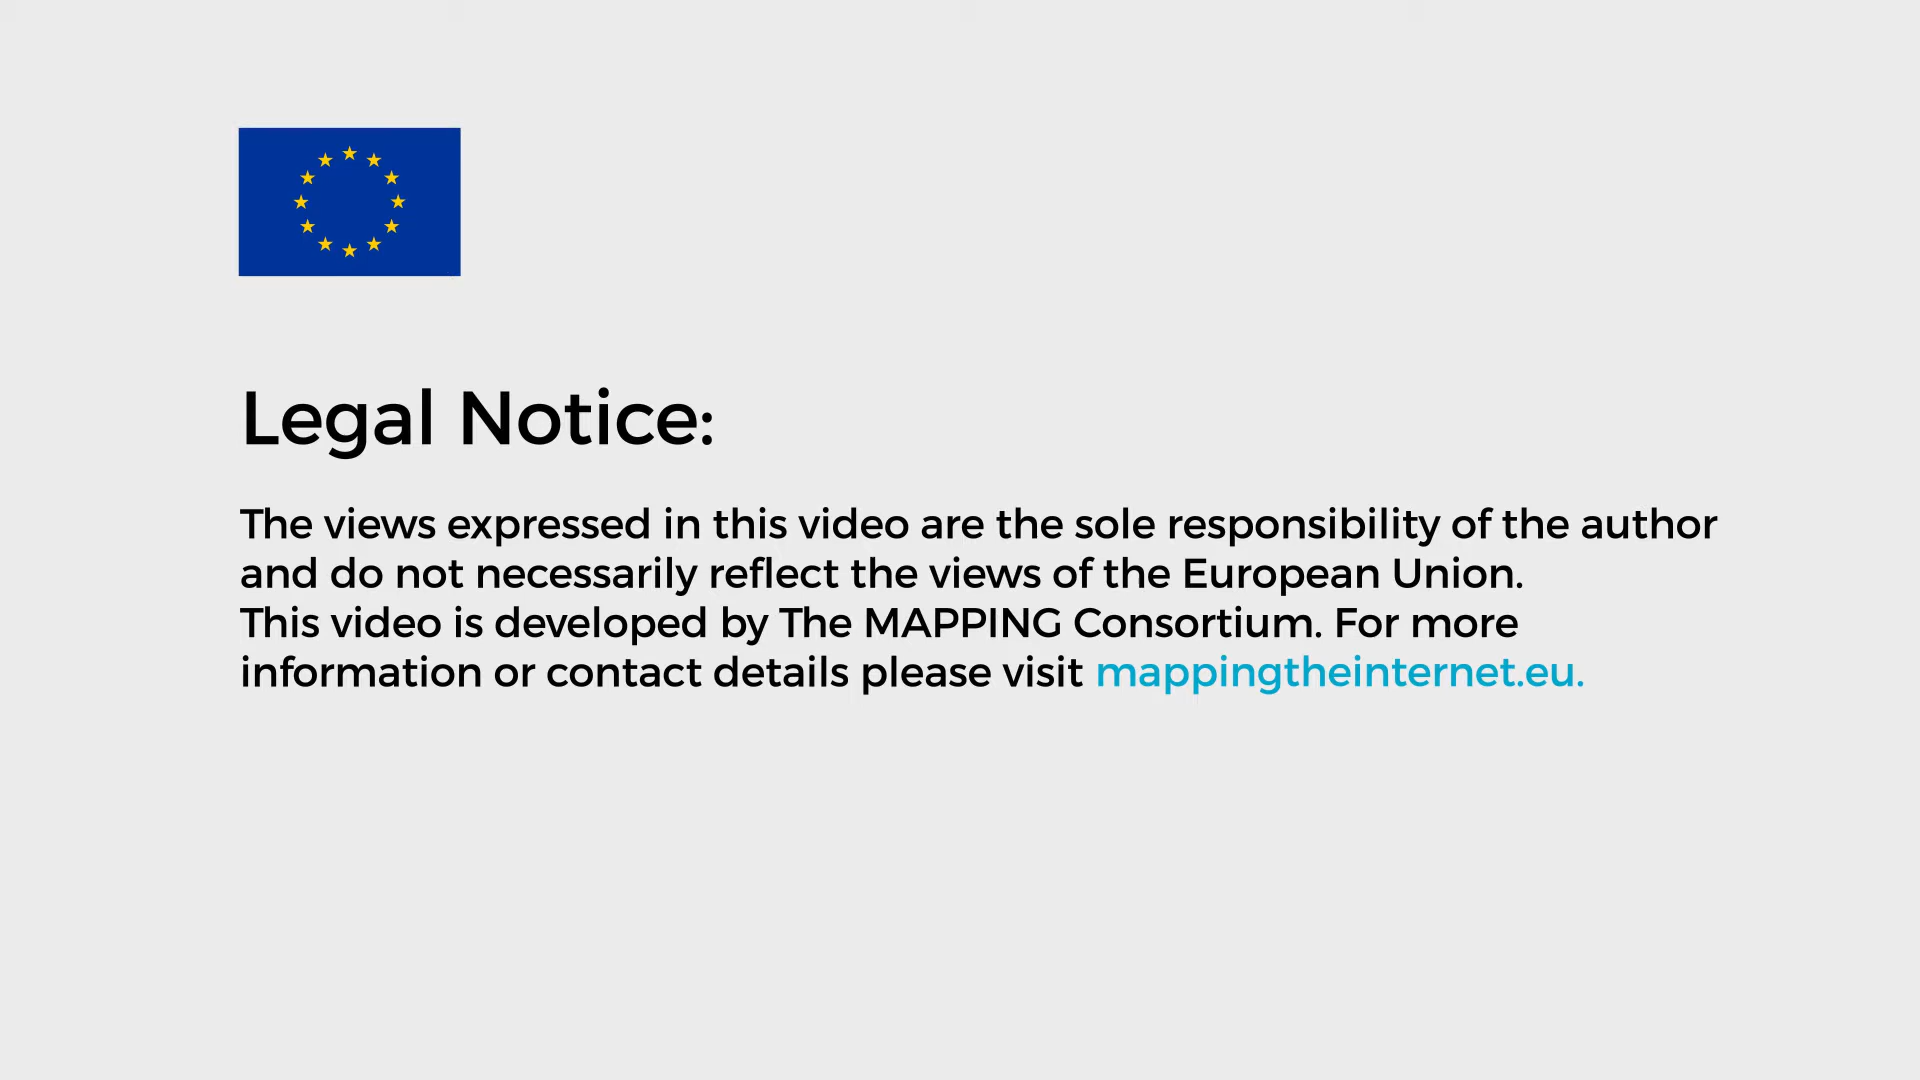 Legal Notice:
The views expressed in this video are the sole responsibility of the author
and do not necessarily reflect the views of the European Union.
This video is developed by The MAPPING Consortium. For more
information or contact details please visit mappingtheinternet.eu.